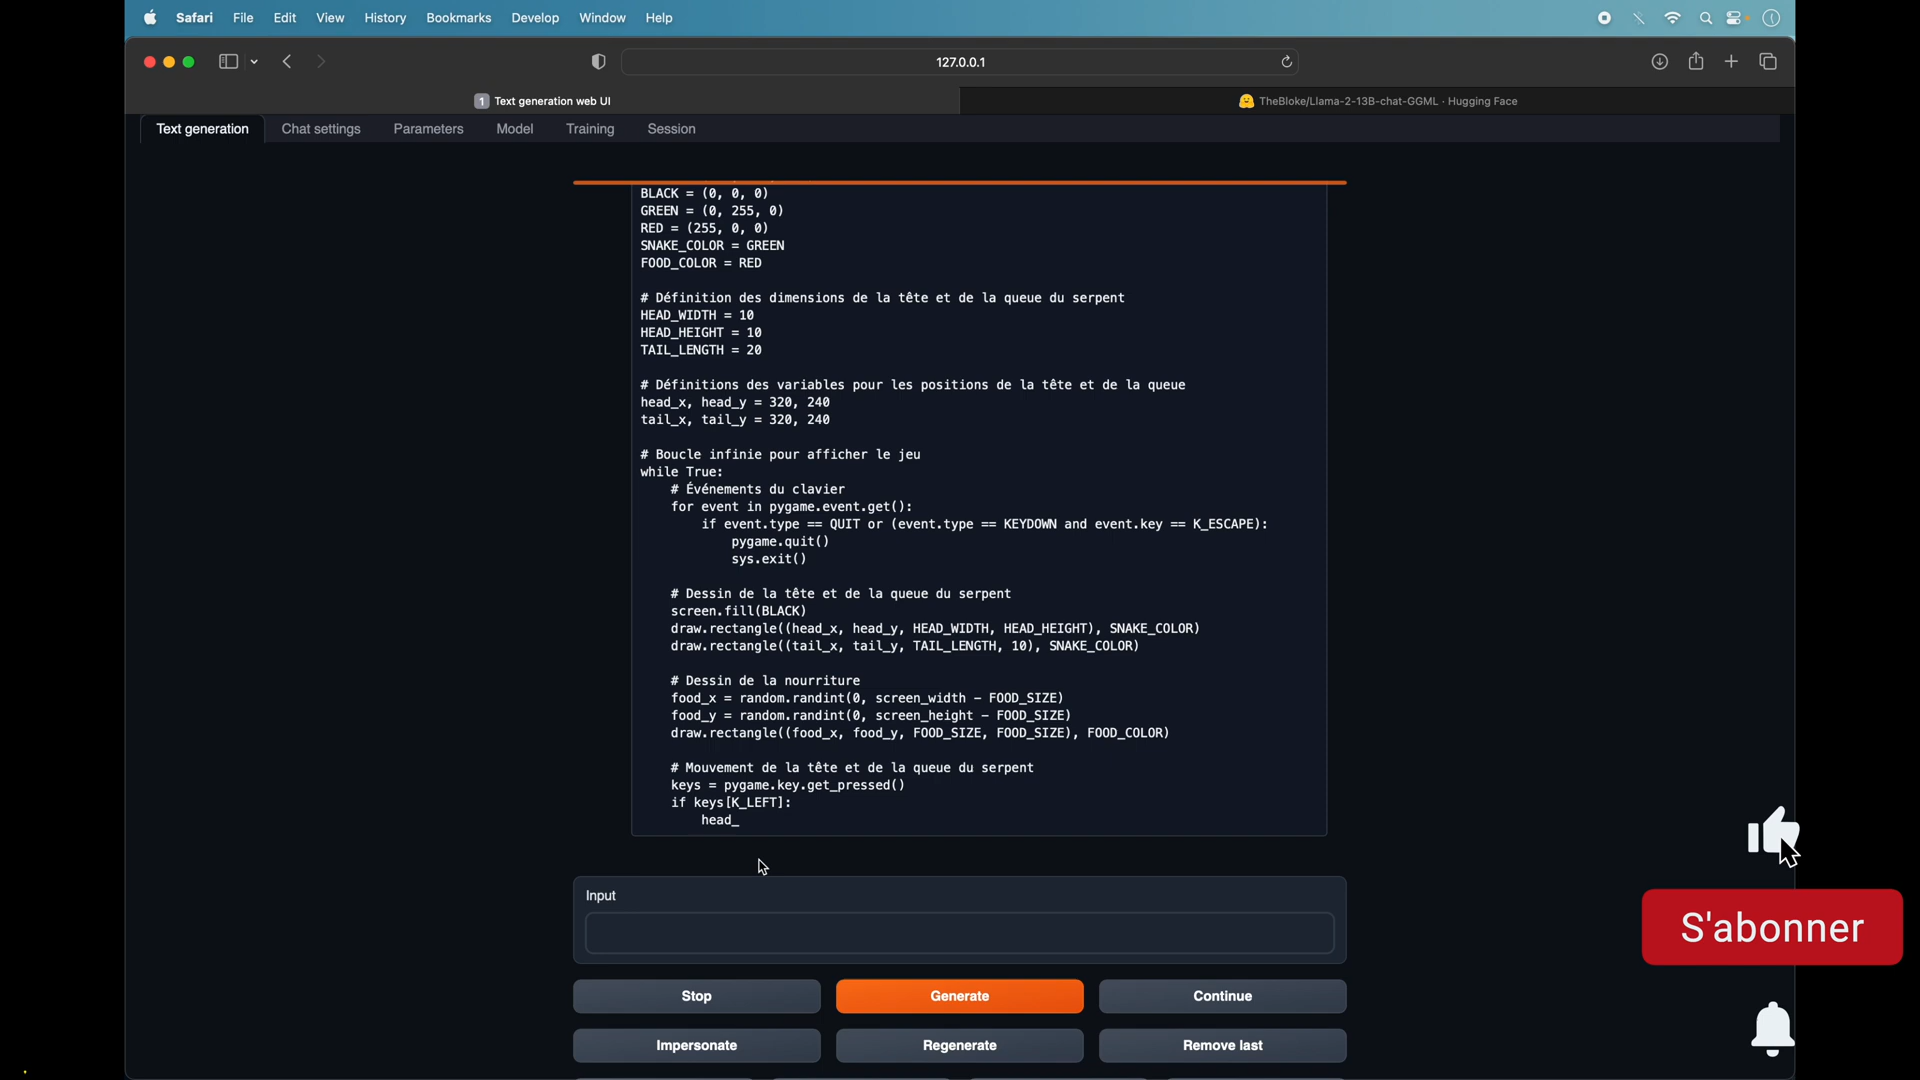 Safari File Edit View History Bookmarks Develop Window Help
127.0.0.1
1 Text generation web UI
TheBloke/Llama-2-13B-chat-GGML · Hugging Face
Text generation Chat settings Parameters Model Training Session
BLACK = (0, 0, 0)
GREEN = (0, 255, 0)
RED = (255, 0, 0)
SNAKE_COLOR = GREEN
FOOD_COLOR = RED
# Définition des dimensions de la tête et de la queue du serpent
HEAD_WIDTH = 10
HEAD_HEIGHT = 10
TAIL_LENGTH = 20
# Définitions des variables pour les positions de la tête et de la queue
head_x, head_y = 320, 240
tail_x, tail_y = 320, 240
# Boucle infinie pour afficher le jeu
while True:
# Événements du clavier
for event in pygame.event.get():
if event.type == QUIT or (event.type == KEYDOWN and event.key == K_ESCAPE):
pygame.quit()
sys.exit()
# Dessin de la tête et de la queue du serpent
screen.fill(BLACK)
draw.rectangle((head_x, head_y, HEAD_WIDTH, HEAD_HEIGHT), SNAKE_COLOR)
draw.rectangle((tail_x, tail_y, TAIL_LENGTH, 10), SNAKE_COLOR)
# Dessin de la nourriture
food_x = random.randint(0, screen_width - FOOD_SIZE)
food_y = random.randint(0, screen_height - FOOD_SIZE)
draw.rectangle((food_x, food_y, FOOD_SIZE, FOOD_SIZE), FOOD_COLOR)
# Mouvement de la tête et de la queue du serpent
keys = pygame.key.get_pressed()
if keys[K_LEFT]:
head_
Input
S'abonner
Stop Generate Continue
Impersonate Regenerate Remove last